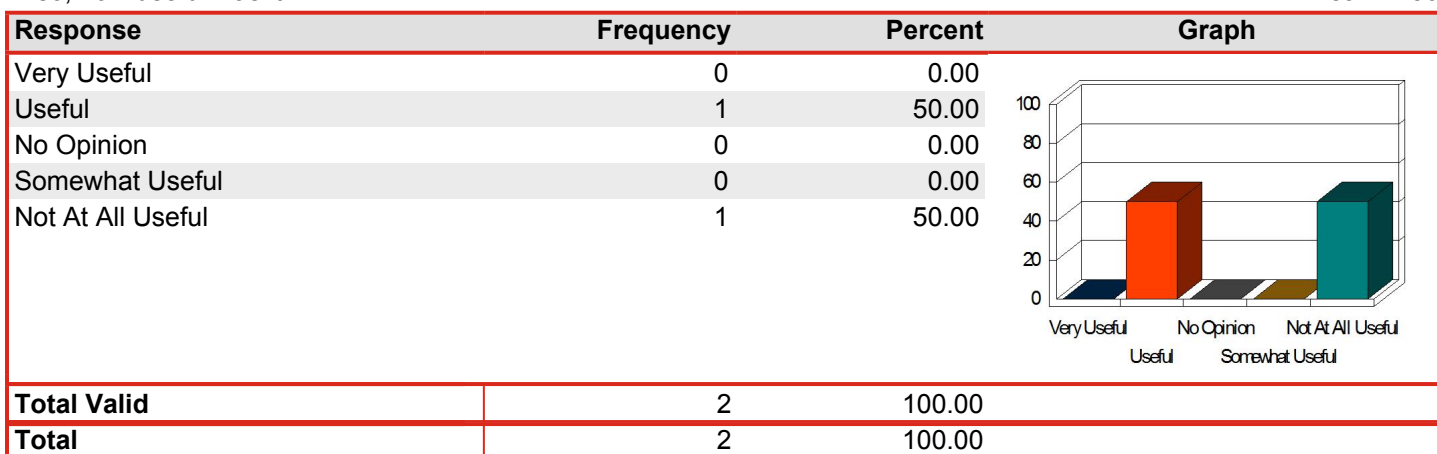 Response Frequency Percent Graph
Very Useful 0 0.00
Useful 1 50.00
No Opinion 0 0.00
Somewhat Useful 0 0.00
Not At All Useful 1 50.00
100
80
60
40
20
0
Very Useful No Opinion Not At All Useful
Useful Somewhat Useful
Total Valid 2 100.00
Total 2 100.00